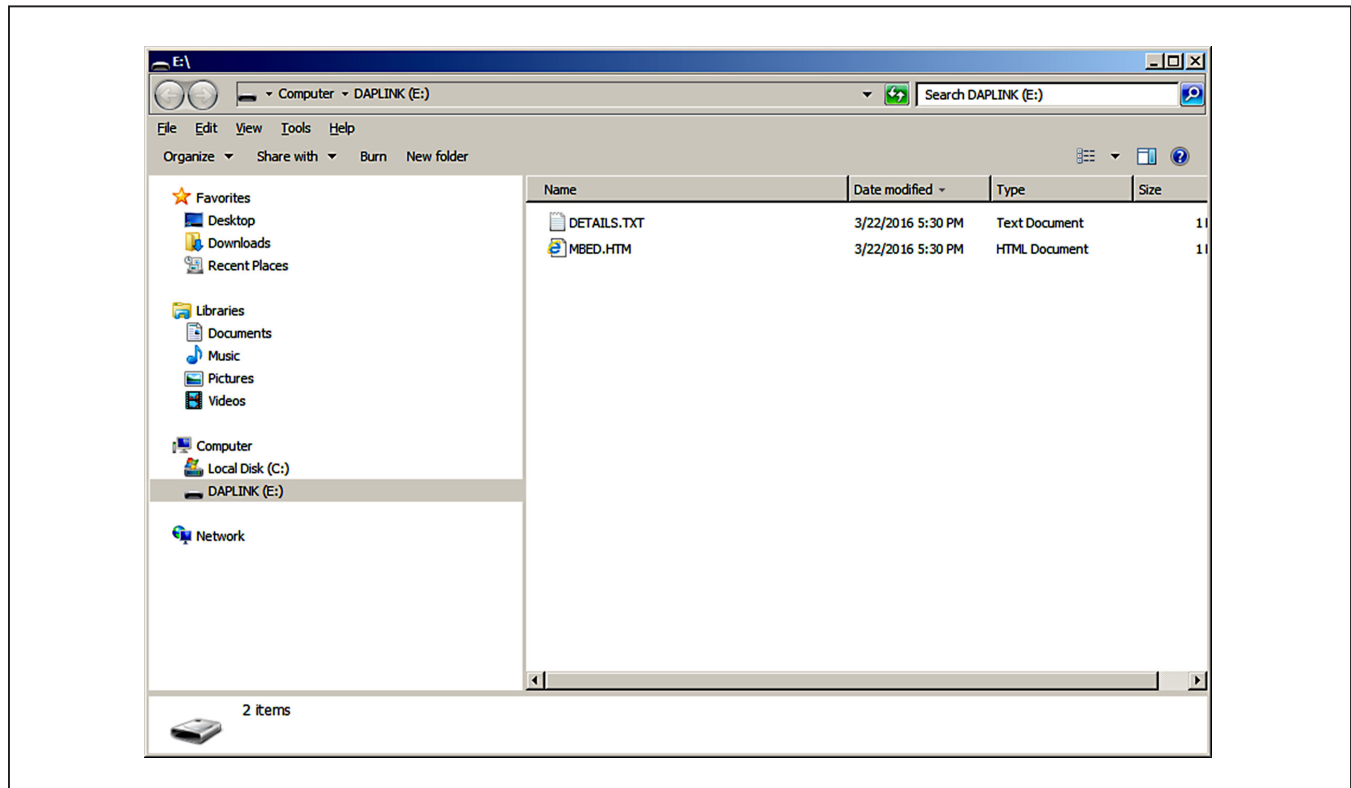 E:\
Computer DAPLINK (E:)
Search DAPLINK (E:)
File Edit View Tools Help
Organize Share with Burn New folder
Favorites
Desktop
Downloads
Recent Places
Libraries
Documents
Music
Pictures
Videos
Computer
Local Disk (C:)
DAPLINK (E:)
Network
Name Date modified Type Size
DETAILS.TXT 3/22/2016 5:30 PM Text Document 1
MBED.HTM 3/22/2016 5:30 PM HTML Document 1
2 items